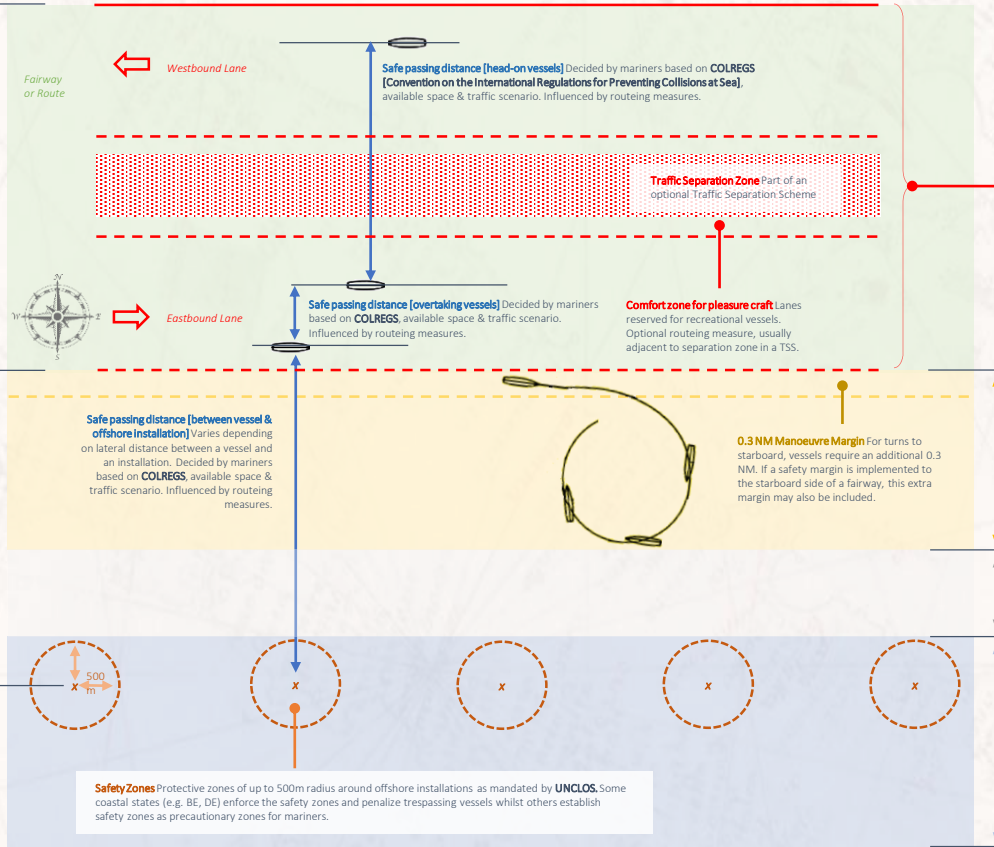 Fairway
or Route
Westbound Lane
Safe passing distance [head-on vessels] Decided by mariners based on COLREGS
[Convention on the International Regulations for Preventing Collisions at Sea],
available space & traffic scenario. Influenced by routeing measures.
Traffic Separation Zone Part of an
optional Traffic Separation Scheme
N
W
E
S
Eastbound Lane
Safe passing distance [overtaking vessels] Decided by mariners
based on COLREGS, available space & traffic scenario.
Influenced by routeing measures.
Comfort zone for pleasure craft Lanes
reserved for recreational vessels.
Optional routeing measure, usually
adjacent to separation zone in a TSS.
Safe passing distance [between vessel &
offshore installation] Varies depending
on lateral distance between a vessel and
an installation. Decided by mariners
based on COLREGS, available space &
traffic scenario. Influenced by routeing
measures.
0.3 NM Manoeuvre Margin For turns to
starboard, vessels require an additional 0.3
NM. If a safety margin is implemented to
the starboard side of a fairway, this extra
margin may also be included.
500
m
x
x
x
x
x
Safety Zones Protective zones of up to 500m radius around offshore installations as mandated by UNCLOS. Some
coastal states (e.g. BE, DE) enforce the safety zones and penalize trespassing vessels whilst others establish
safety zones as precautionary zones for mariners.